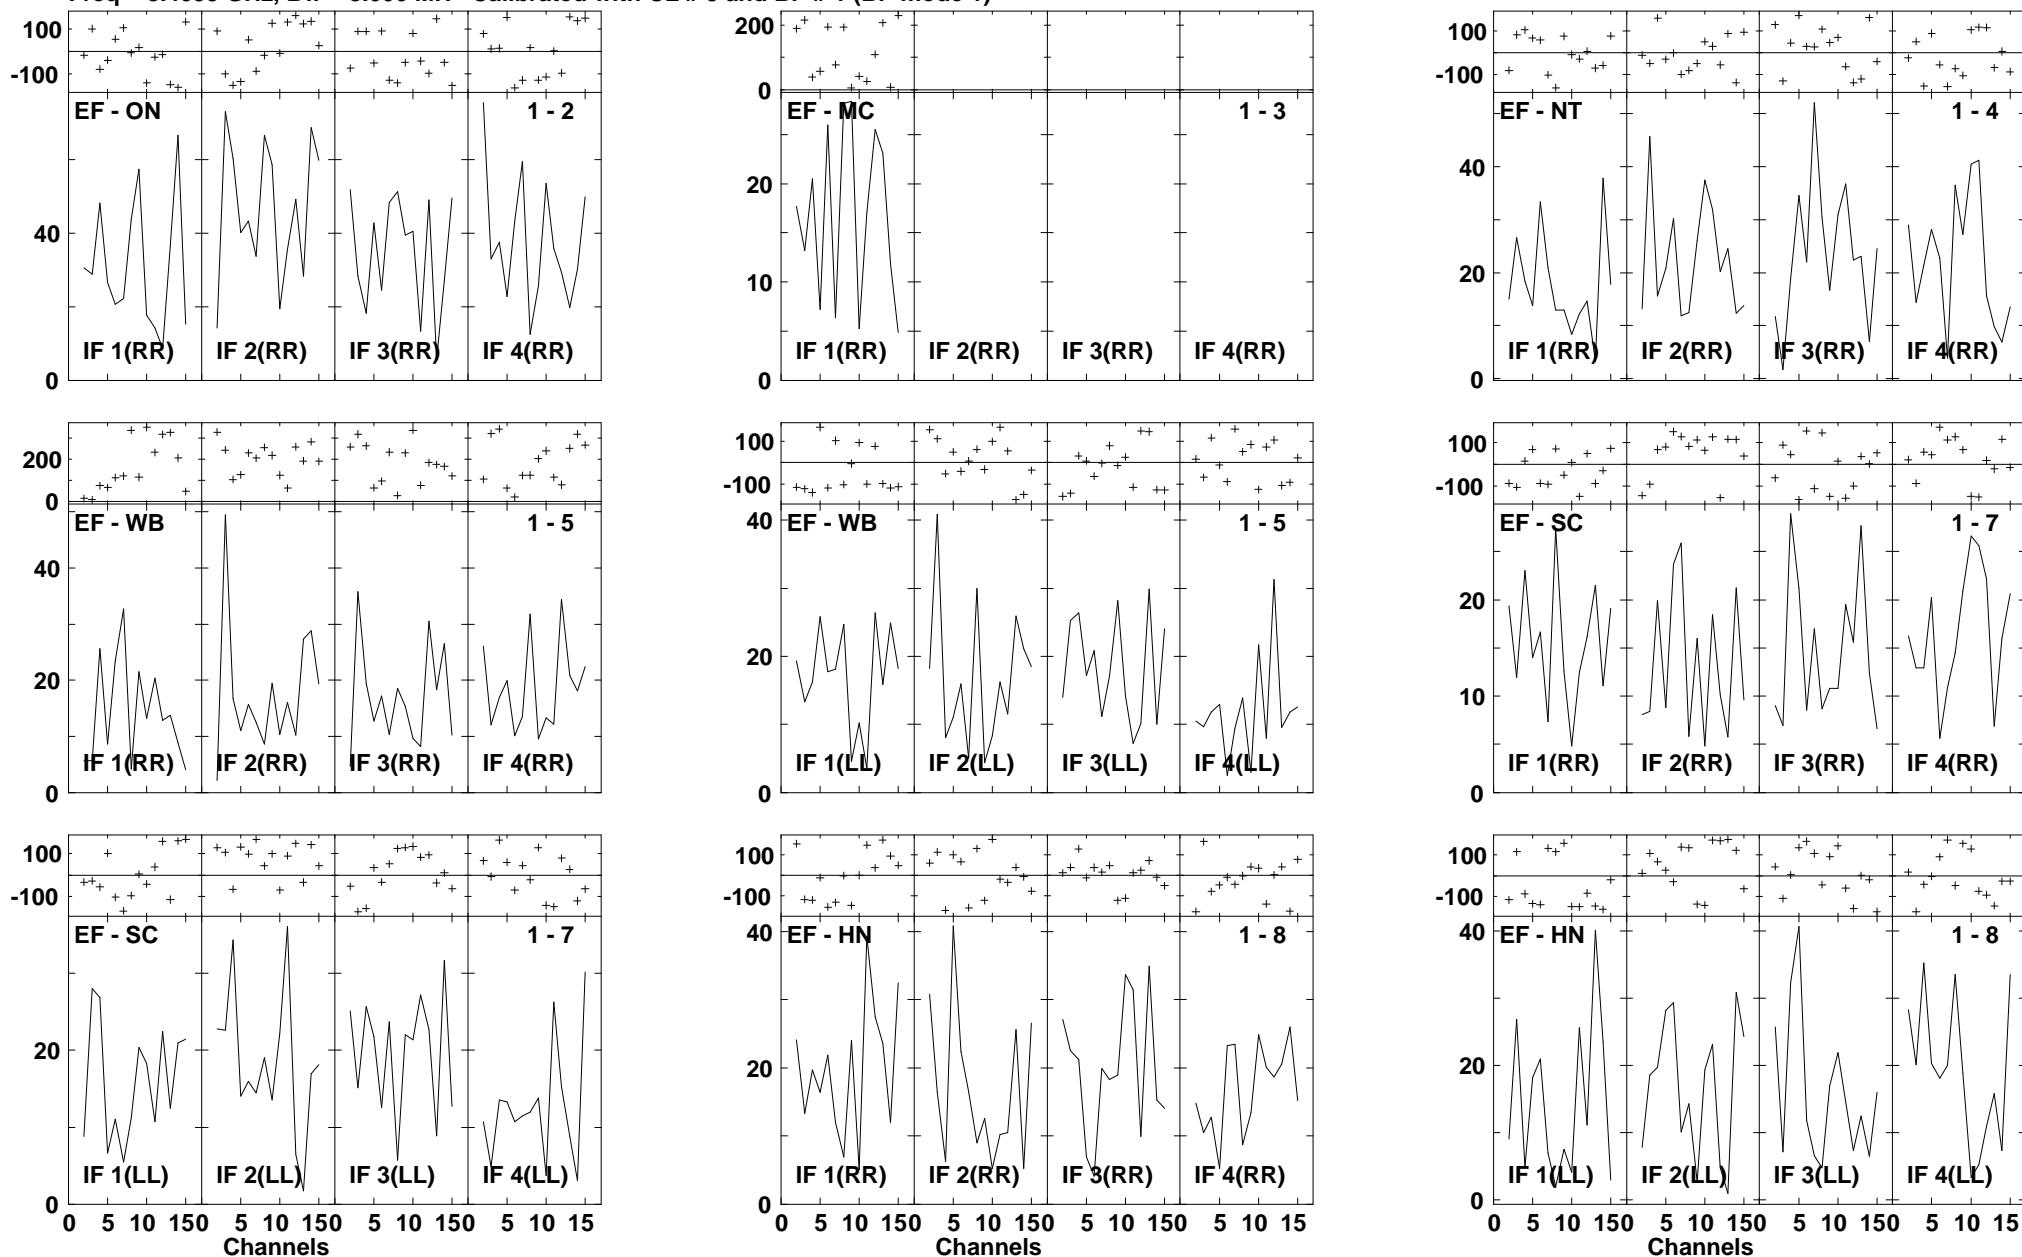 100 -100 200 0 100 -100
EF - ON 1 - 2 EF - MC 1 - 3 EF - NT 1 - 4
40 0 20 10 0 40 20 0
IF 1(RR) IF 2(RR) IF 3(RR) IF 4(RR) IF 1(RR) IF 2(RR) IF 3(RR) IF 4(RR) IF 1(RR) IF 2(RR) IF 3(RR) IF 4(RR)
200 0 100 -100 100 -100
EF - WB 1 - 5 EF - WB 1 - 5 EF - SC 1 - 7
40 20 0 40 20 0 20 10 0
IF 1(RR) IF 2(RR) IF 3(RR) IF 4(RR) IF 1(LL) IF 2(LL) IF 3(LL) IF 4(LL) IF 1(RR) IF 2(RR) IF 3(RR) IF 4(RR)
100 -100 100 -100 100 -100
EF - SC 1 - 7 EF - HN 1 - 8 EF - HN 1 - 8
20 0 40 20 0 40 20 0
IF 1(LL) IF 2(LL) IF 3(LL) IF 4(LL) IF 1(RR) IF 2(RR) IF 3(RR) IF 4(RR) IF 1(LL) IF 2(LL) IF 3(LL) IF 4(LL)
0 5 10 150 5 10 150 5 10 150 5 10 15 0 5 10 150 5 10 150 5 10 150 5 10 15 0 5 10 150 5 10 150 5 10 150 5 10 15
Channels Channels Channels